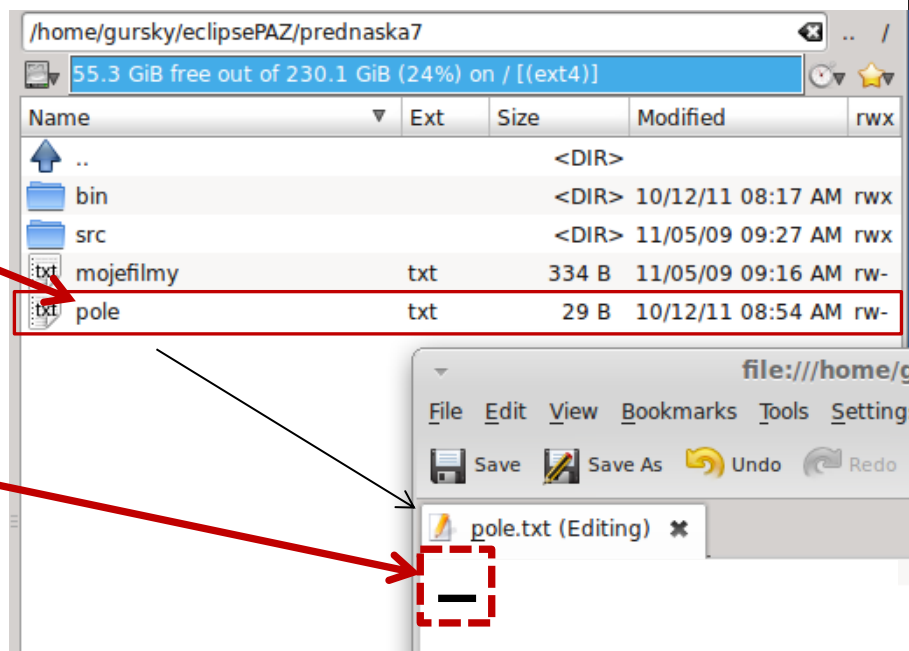 /home/gursky/eclipsePAZ/prednaska7 .. /
55.3 GiB free out of 230.1 GiB (24%) on / [(ext4)]
Name Ext Size Modified rwx
.. <DIR>
bin <DIR> 10/12/11 08:17 AM rwx
src <DIR> 11/05/09 09:27 AM rwx
txt mojefilmy txt 334 B 11/05/09 09:16 AM rw-
txt pole txt 29 B 10/12/11 08:54 AM rw-
file:///home/g
File Edit View Bookmarks Tools Setting
Save Save As Undo Redo
pole.txt (Editing)